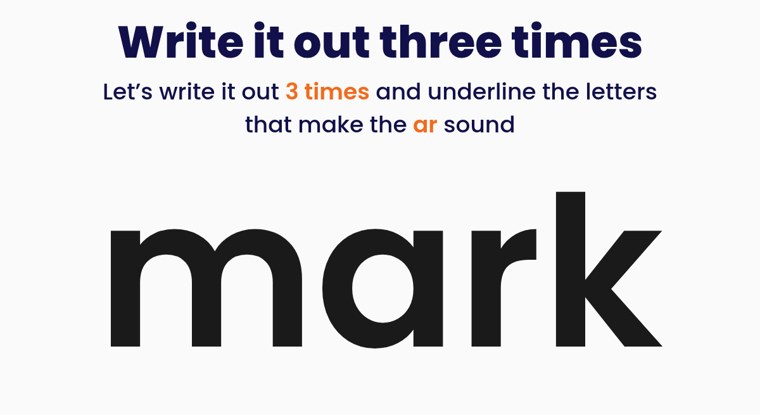 Write it out three times
Let’s write it out 3 times and underline the letters
that make the ar sound
mark